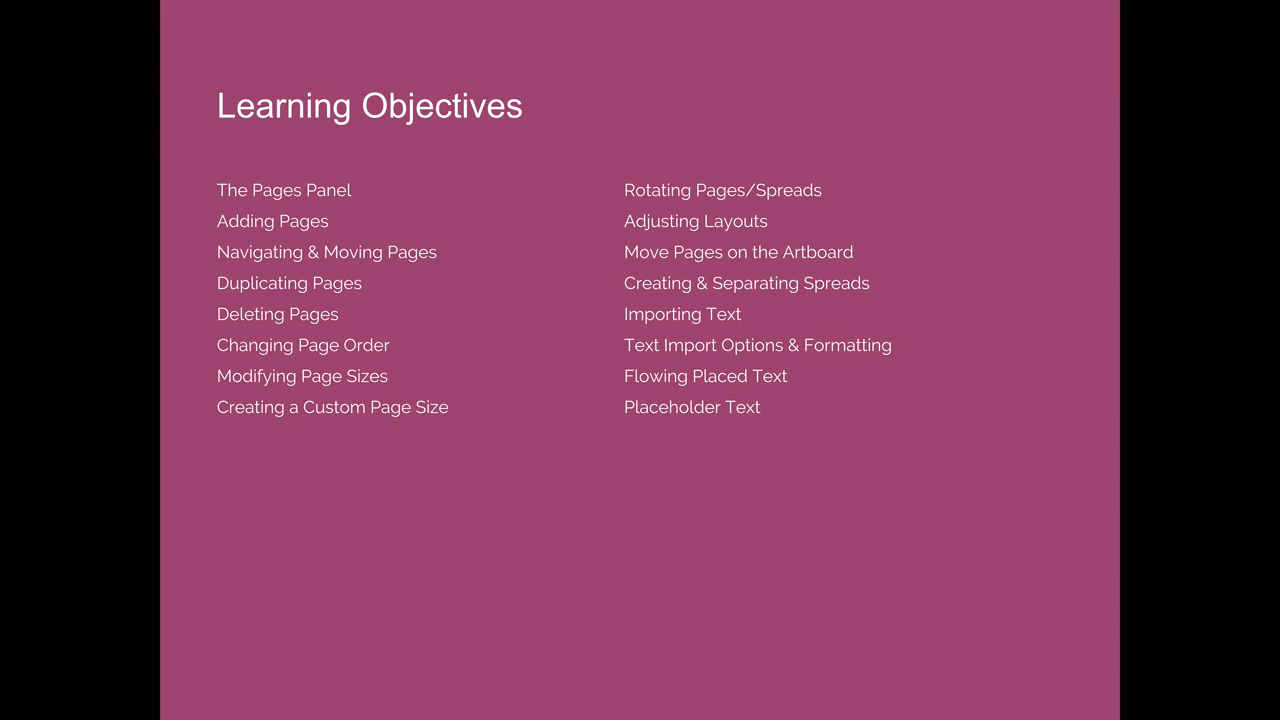 Learning Objectives
The Pages Panel
Adding Pages
Navigating & Moving Pages
Duplicating Pages
Deleting Pages
Changing Page Order
Modifying Page Sizes
Creating a Custom Page Size
Rotating Pages/Spreads
Adjusting Layouts
Move Pages on the Artboard
Creating & Separating Spreads
Importing Text
Text Import Options & Formatting
Flowing Placed Text
Placeholder Text